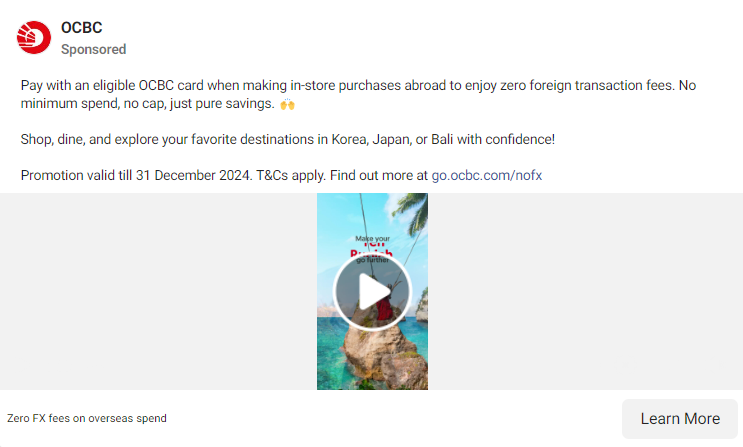 OCBC
Sponsored
Pay with an eligible OCBC card when making in-store purchases abroad to enjoy zero foreign transaction fees. No
minimum spend, no cap, just pure savings. 🙌
Shop, dine, and explore your favorite destinations in Korea, Japan, or Bali with confidence!
Promotion valid till 31 December 2024. T&Cs apply. Find out more at go.ocbc.com/nofx
Make your
go further
Zero FX fees on overseas spend
Learn More